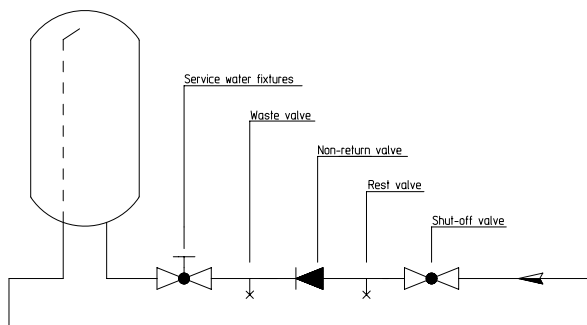 Service water fixtures
Waste valve
Non-return valve
Rest valve
Shut-off valve